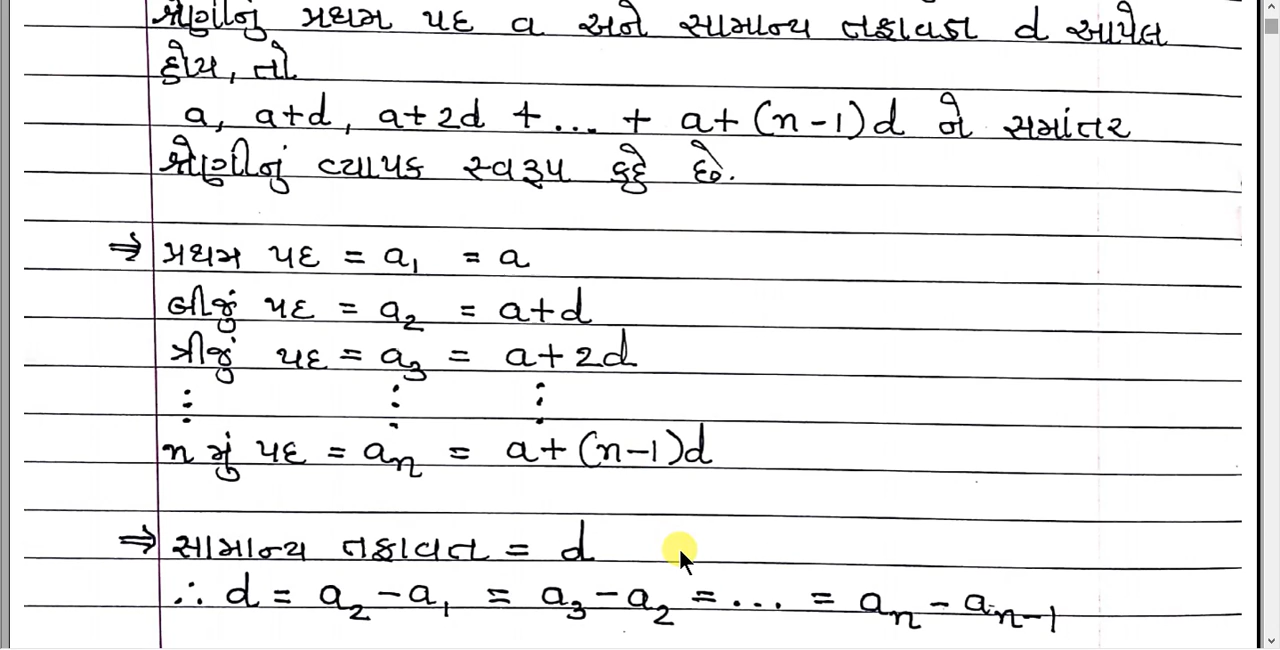 શ્રેણીનું પ્રથમ પદ a અને સામાન્ય તફાવત d આપેલ
હોય, તો
a, a+d, a+2d + ... + a+(n-1)d ને સમાંતર
શ્રેણીનું વ્યાપક સ્વરૂપ કહે છે.
⇒ પ્રથમ પદ = a₁ = a
બીજું પદ = a₂ = a+d
ત્રીજું પદ = a₃ = a+2d
⋮ ⋮ ⋮
n મું પદ = aₙ = a+(n-1)d
⇒ સામાન્ય તફાવત = d
∴ d = a₂-a₁ = a₃-a₂ = ... = aₙ-aₙ₋₁